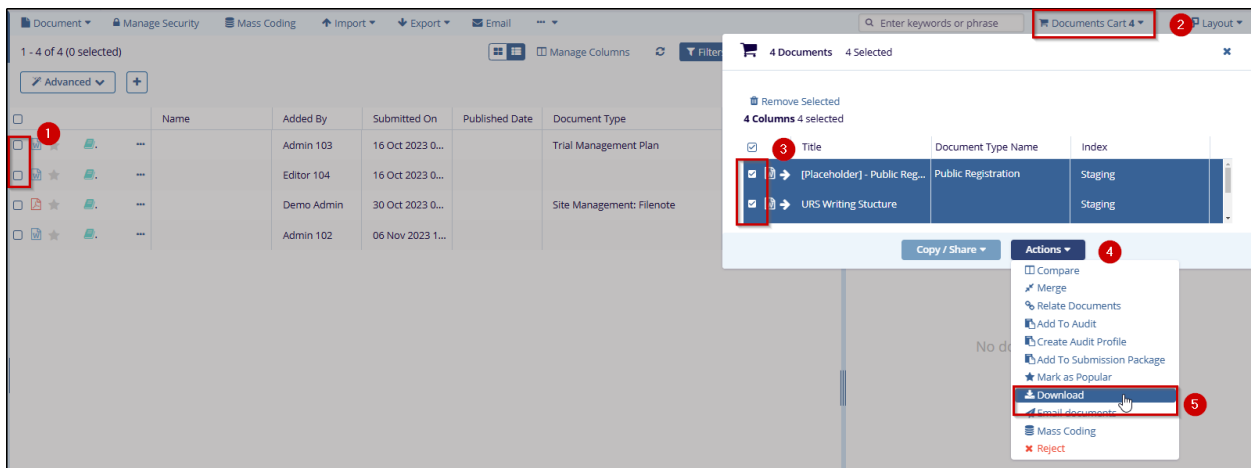 Document Manage Security Mass Coding Import Export Email ··· Enter keywords or phrase Documents Cart 4 2 Layout
1 - 4 of 4 (0 selected) Manage Columns Filter 4 Documents 4 Selected
Advanced +
Remove Selected
4 Columns 4 selected
Name Added By Submitted On Published Date Document Type
1
3 Title Document Type Name Index
Admin 103 16 Oct 2023 0... Trial Management Plan
[Placeholder] - Public Reg... Public Registration Staging
Editor 104 16 Oct 2023 0...
URS Writing Stucture Staging
Demo Admin 30 Oct 2023 0... Site Management: Filenote
Admin 102 06 Nov 2023 1...
Copy / Share Actions 4
Compare
Merge
Relate Documents
Add To Audit
Create Audit Profile
No do
Add To Submission Package
Mark as Popular
Download 5
Email documents
Mass Coding
Reject